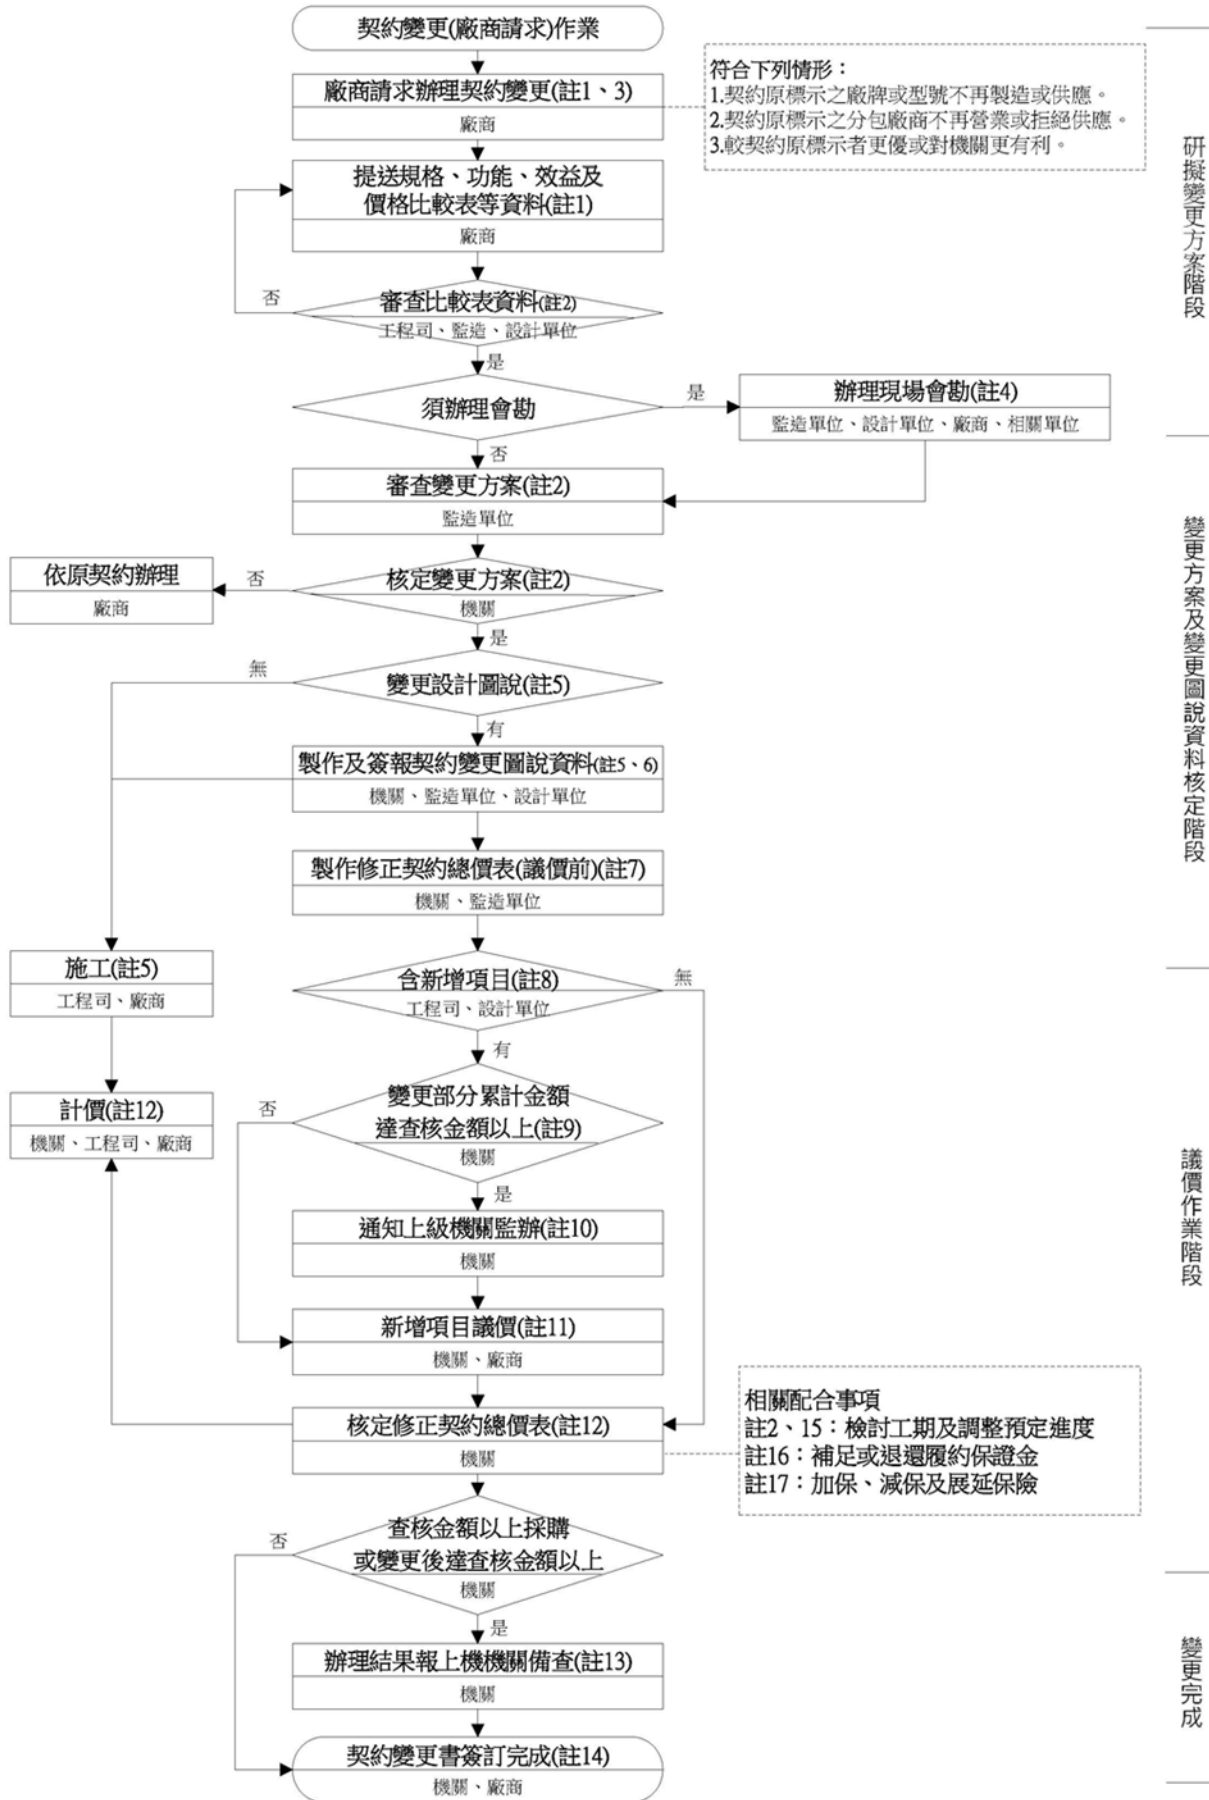 契約變更(廠商請求)作業
廠商請求辦理契約變更(註1、3)
廠商
符合下列情形：
1.契約原標示之廠牌或型號不再製造或供應。
2.契約原標示之分包廠商不再營業或拒絕供應。
3.較契約原標示者更優或對機關更有利。
提送規格、功能、效益及
價格比較表等資料(註1)
廠商
審查比較表資料(註2)
工程司、監造、設計單位
否
是
須辦理會勘
是
辦理現場會勘(註4)
監造單位、設計單位、廠商、相關單位
否
研擬變更方案階段
審查變更方案(註2)
監造單位
核定變更方案(註2)
機關
否
依原契約辦理
廠商
是
變更設計圖說(註5)
無
有
製作及簽報契約變更圖說資料(註5、6)
機關、監造單位、設計單位
製作修正契約總價表(議價前)(註7)
機關、監造單位
變更方案及變更圖說資料核定階段
施工(註5)
工程司、廠商
含新增項目(註8)
工程司、設計單位
無
有
計價(註12)
機關、工程司、廠商
變更部分累計金額
達查核金額以上(註9)
機關
否
是
通知上級機關監辦(註10)
機關
新增項目議價(註11)
機關、廠商
核定修正契約總價表(註12)
機關
相關配合事項
註2、15：檢討工期及調整預定進度
註16：補足或退還履約保證金
註17：加保、減保及展延保險
議價作業階段
查核金額以上採購
或變更後達查核金額以上
機關
否
是
辦理結果報上機機關備查(註13)
機關
契約變更書簽訂完成(註14)
機關、廠商
變更完成